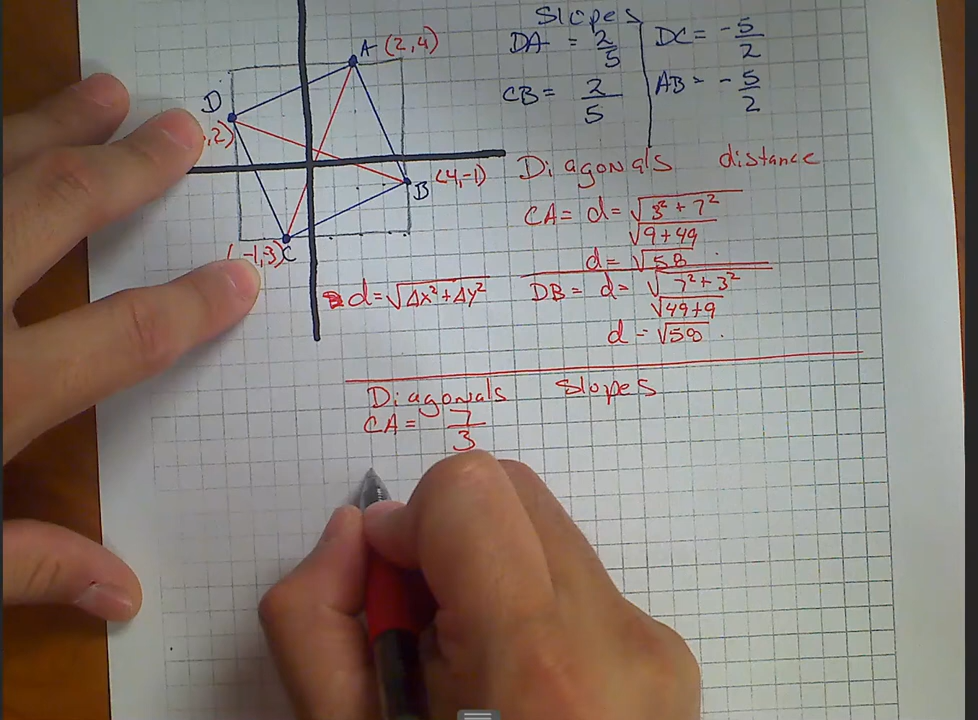 Slopes
DA = 2/5
DC = -5/2
CB = 2/5
AB = -5/2
A (2,4)
D
,2)
B (4,-1)
(-1,3) C
d = √Δx²+Δy²
Diagonals distance
CA = d = √3²+7²
√9+49
d = √58
DB = d = √7²+3²
√49+9
d = √58
Diagonals Slopes
CA = 7/3